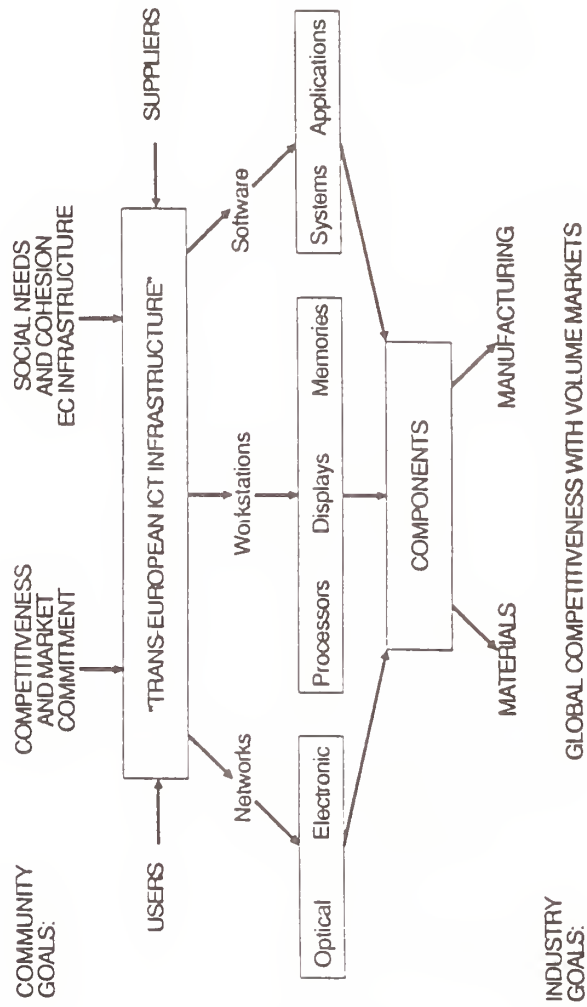 COMMUNITY
GOALS:
COMPETITIVENESS
AND MARKET
COMMITMENT
SOCIAL NEEDS
AND COHESION
EC INFRASTRUCTURE
USERS
"TRANS-EUROPEAN ICT INFRASTRUCTURE"
SUPPLIERS
Networks
Workstations
Software
Optical Electronic
Processors Displays Memories
Systems Applications
COMPONENTS
MATERIALS
MANUFACTURING
INDUSTRY
GOALS:
GLOBAL COMPETITIVENESS WITH VOLUME MARKETS